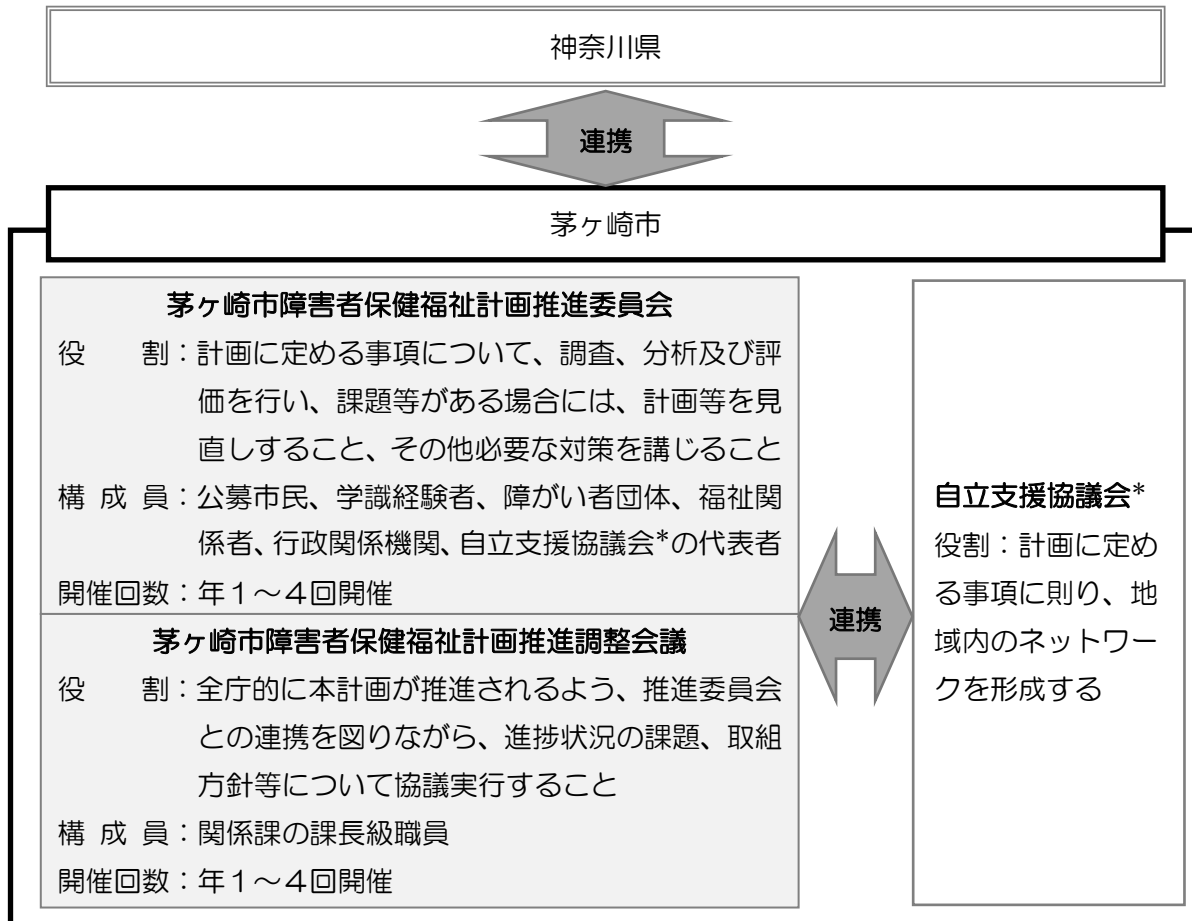 神奈川県
連携
茅ヶ崎市
茅ヶ崎市障害者保健福祉計画推進委員会
役　　割：計画に定める事項について、調査、分析及び評
価を行い、課題等がある場合には、計画等を見
直しすること、その他必要な対策を講じること
構 成 員：公募市民、学識経験者、障がい者団体、福祉関
係者、行政関係機関、自立支援協議会*の代表者
開催回数：年１～４回開催
茅ヶ崎市障害者保健福祉計画推進調整会議
役　　割：全庁的に本計画が推進されるよう、推進委員会
との連携を図りながら、進捗状況の課題、取組
方針等について協議実行すること
構 成 員：関係課の課長級職員
開催回数：年１～４回開催
連携
自立支援協議会*
役割：計画に定め
る事項に則り、地
域内のネットワー
クを形成する